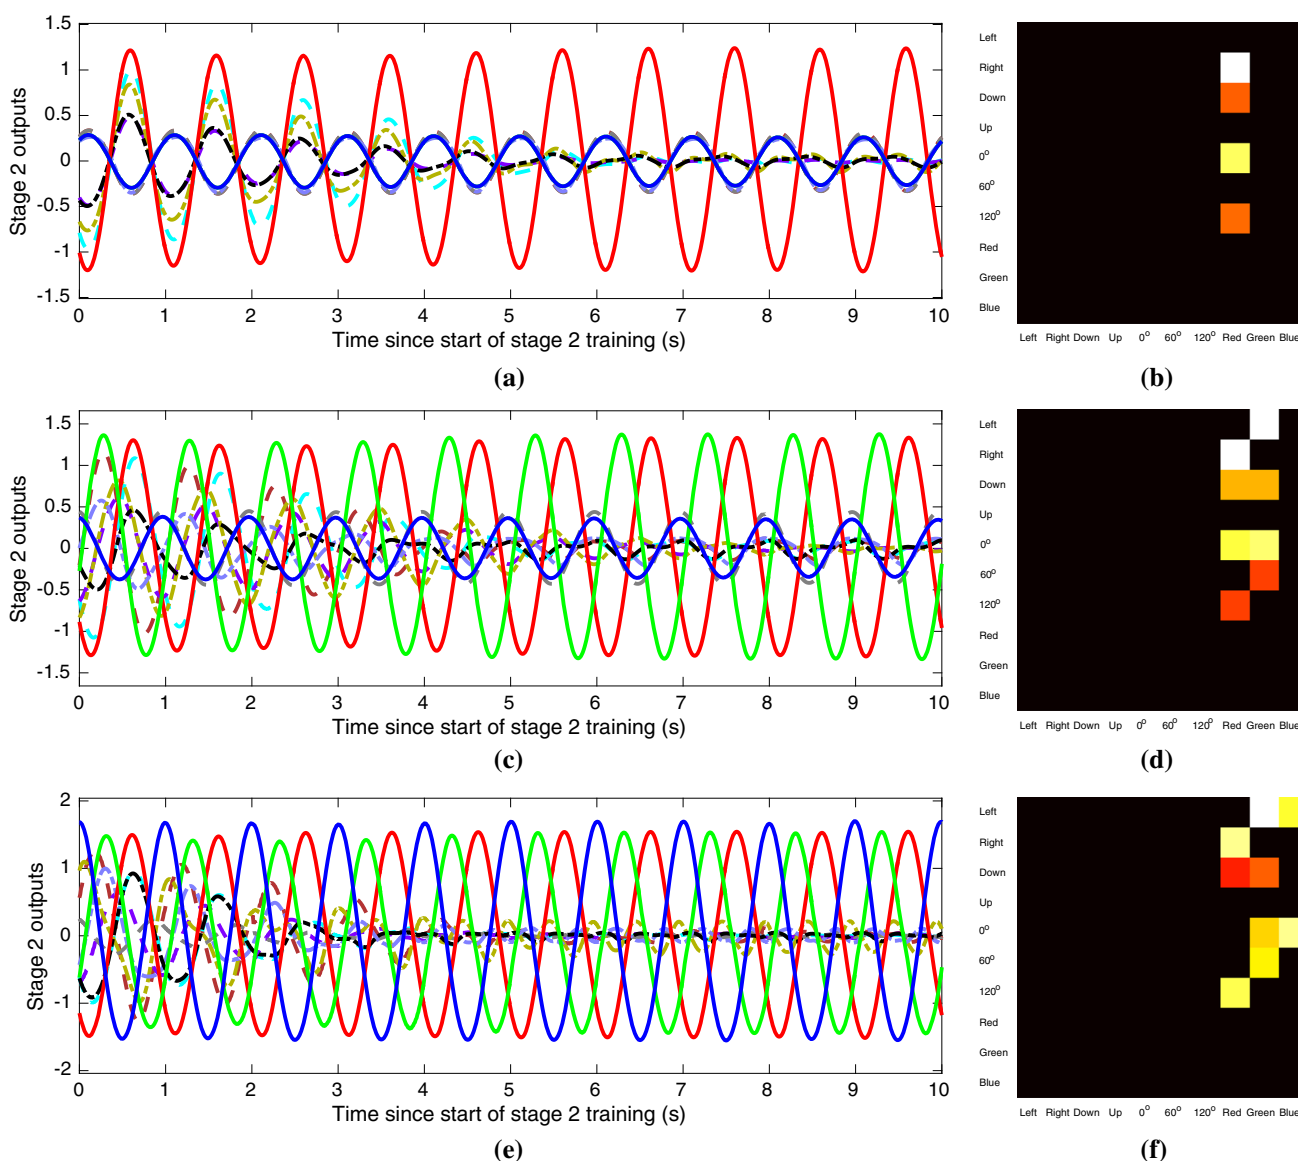 1.5
1
0.5
0
-0.5
-1
-1.5
Stage 2 outputs
0 1 2 3 4 5 6 7 8 9 10
Time since start of stage 2 training (s)
(a)
Left
Right
Down
Up
0°
60°
120°
Red
Green
Blue
Left Right Down Up 0° 60° 120° Red Green Blue
(b)
1.5
1
0.5
0
-0.5
-1
-1.5
Stage 2 outputs
0 1 2 3 4 5 6 7 8 9 10
Time since start of stage 2 training (s)
(c)
Left
Right
Down
Up
0°
60°
120°
Red
Green
Blue
Left Right Down Up 0° 60° 120° Red Green Blue
(d)
2
1
0
-1
-2
Stage 2 outputs
0 1 2 3 4 5 6 7 8 9 10
Time since start of stage 2 training (s)
(e)
Left
Right
Down
Up
0°
60°
120°
Red
Green
Blue
Left Right Down Up 0° 60° 120° Red Green Blue
(f)